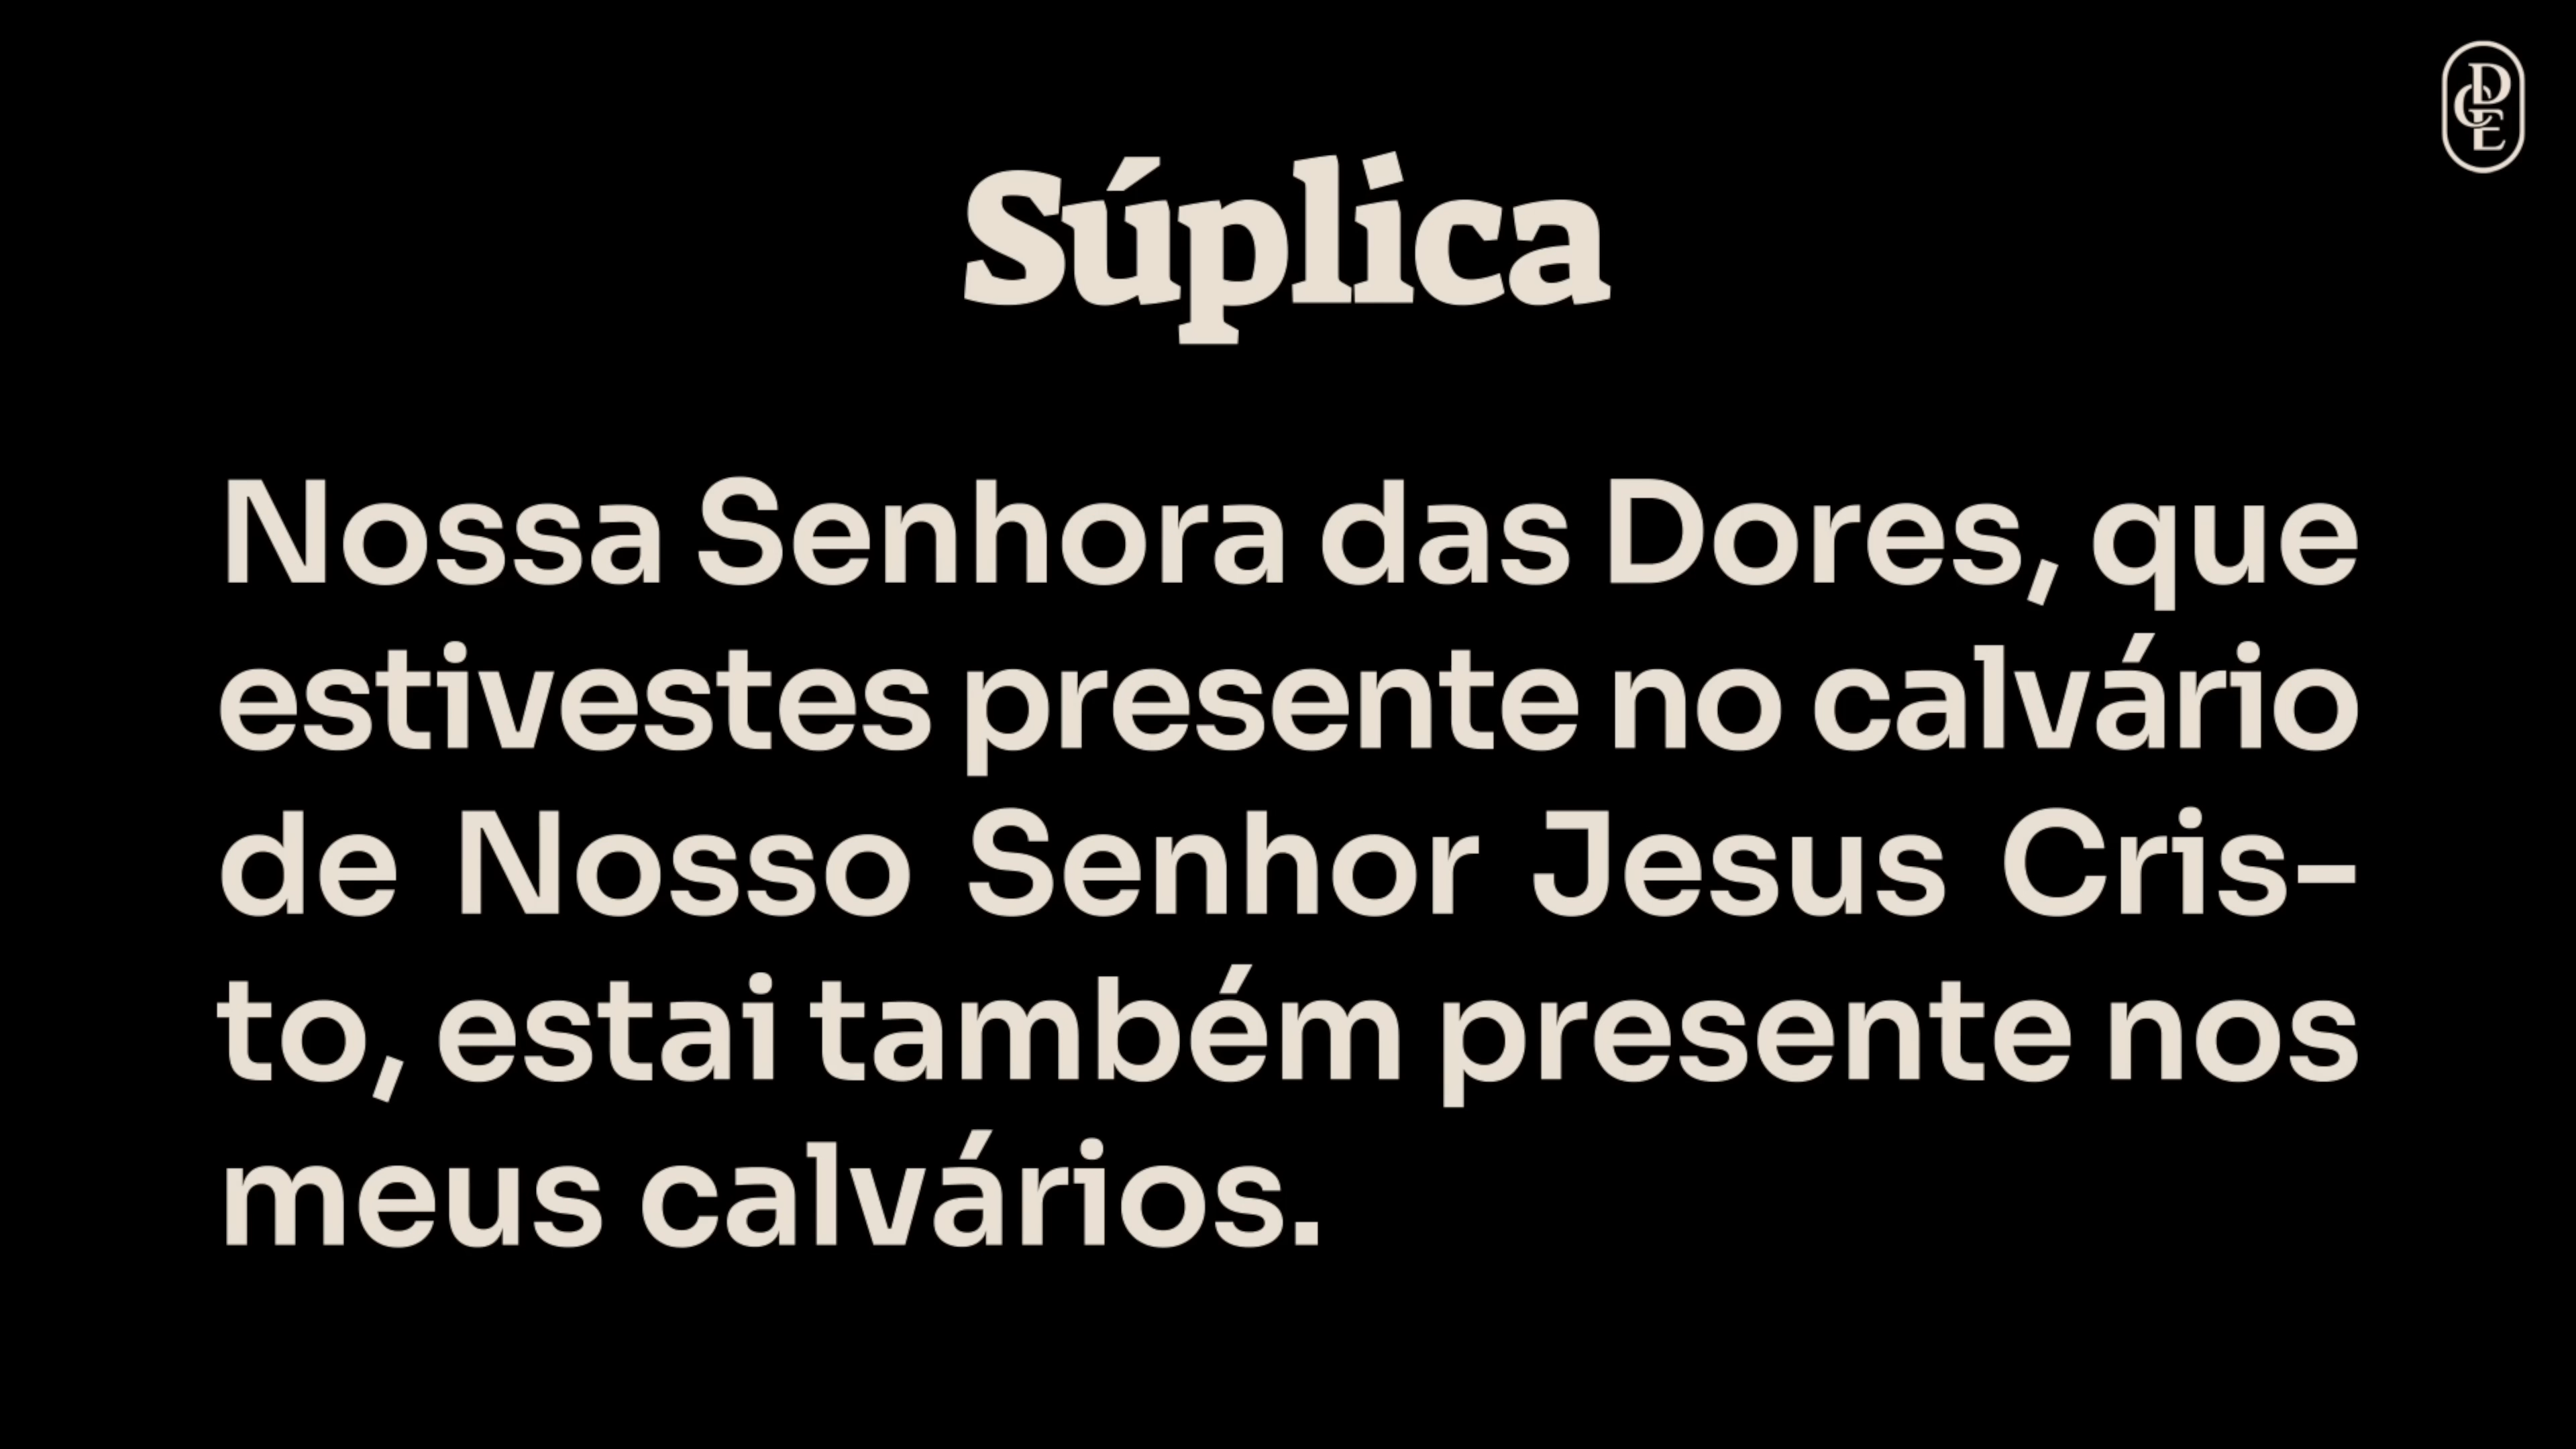 DCE
Súplica
Nossa Senhora das Dores, que
estivestes presente no calvário
de Nosso Senhor Jesus Cris-
to, estai também presente nos
meus calvários.